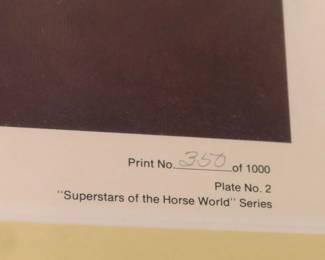 Print No. 350 of 1000
Plate No. 2
"Superstars of the Horse World" Series